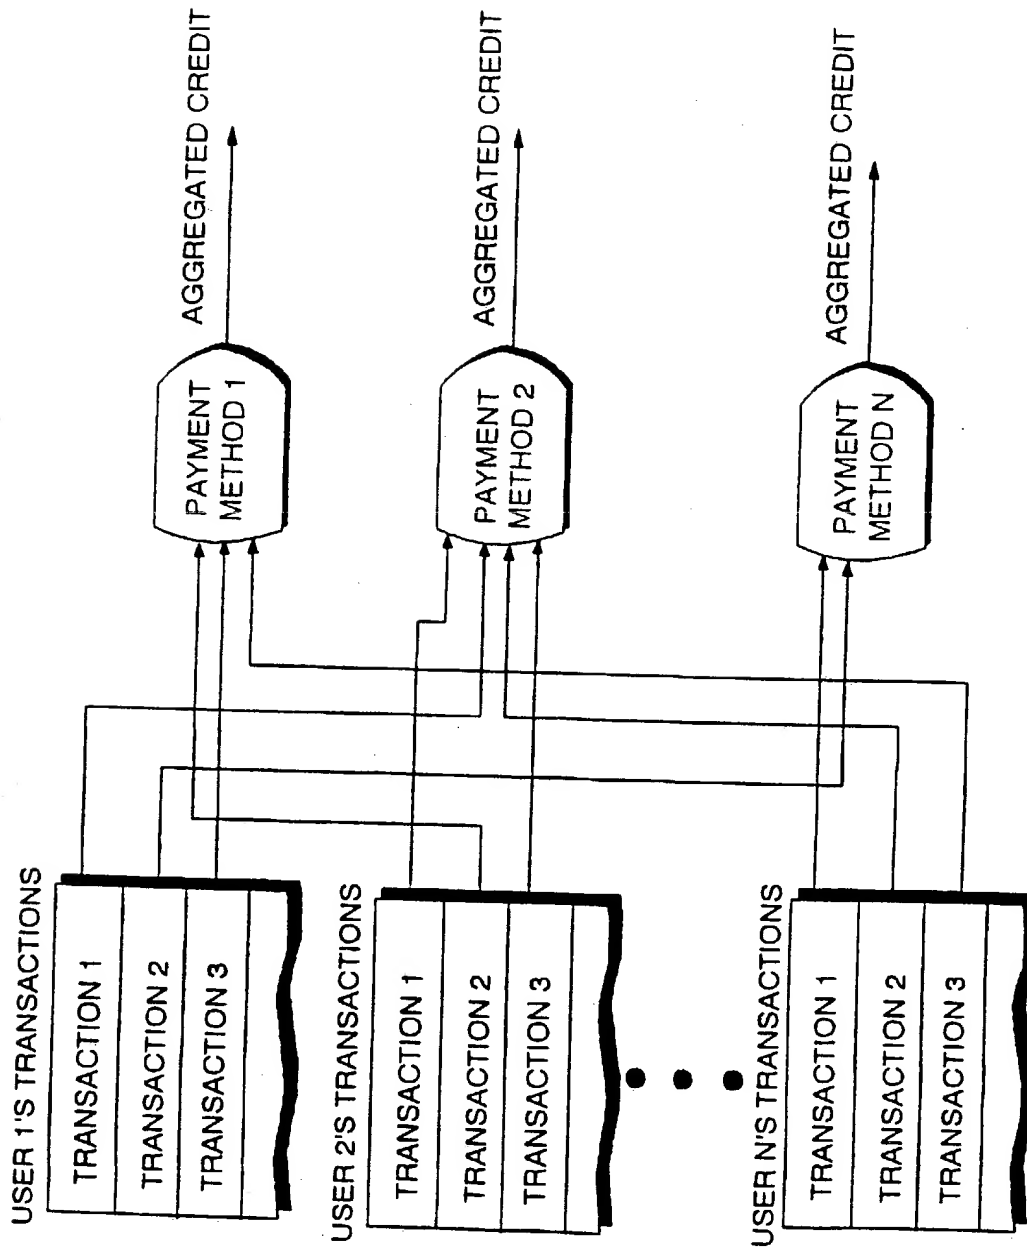 USER 1'S TRANSACTIONS
TRANSACTION 1
TRANSACTION 2
TRANSACTION 3
USER 2'S TRANSACTIONS
TRANSACTION 1
TRANSACTION 2
TRANSACTION 3
USER N'S TRANSACTIONS
TRANSACTION 1
TRANSACTION 2
TRANSACTION 3
PAYMENT
METHOD 1
AGGREGATED CREDIT
PAYMENT
METHOD 2
AGGREGATED CREDIT
PAYMENT
METHOD N
AGGREGATED CREDIT